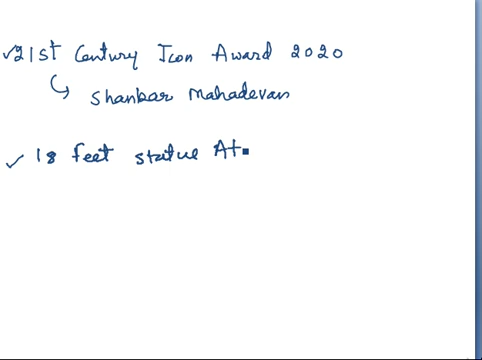 ✓21st Century Icon Award 2020
↳ Shankar Mahadevan
✓ 18 feet statue At